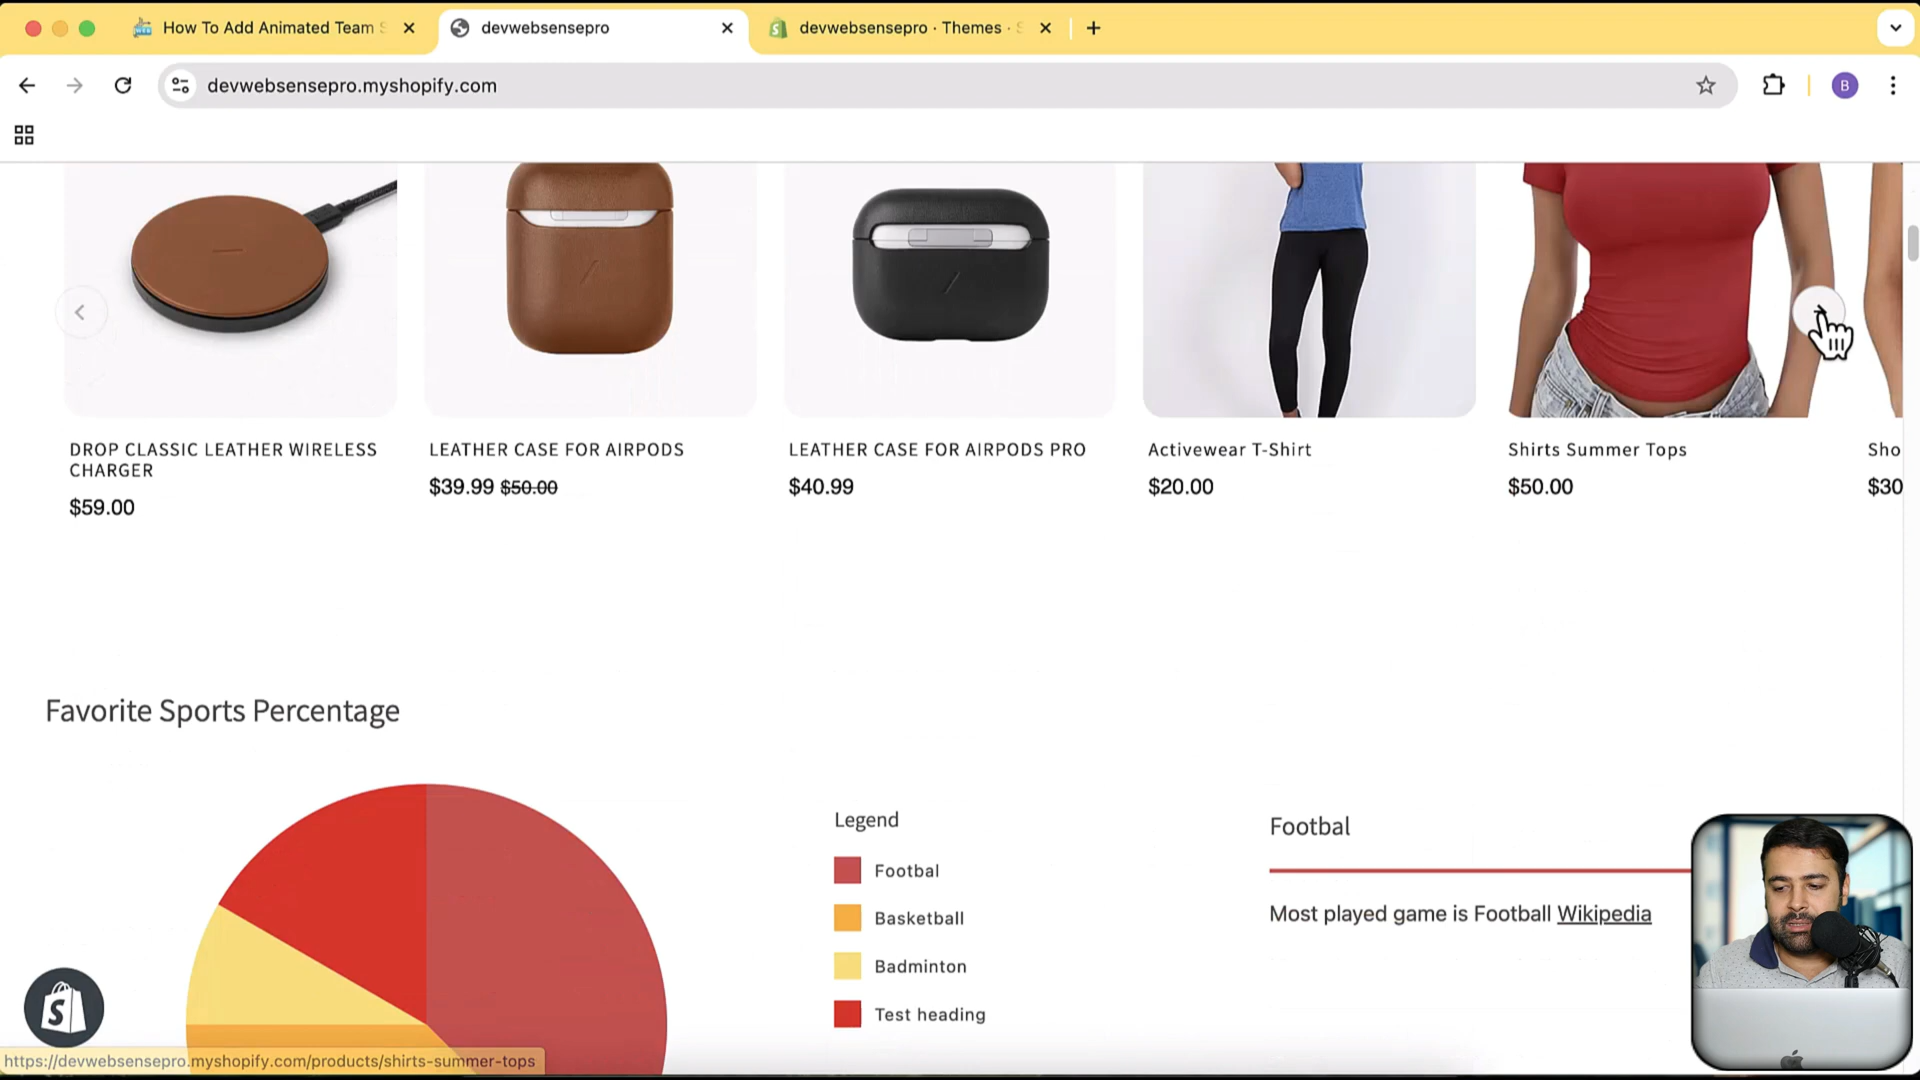 How To Add Animated Team S
devwebsensepro
devwebsensepro · Themes · S
devwebsensepro.myshopify.com
B
DROP CLASSIC LEATHER WIRELESS
CHARGER
$59.00
LEATHER CASE FOR AIRPODS
$39.99 $50.00
LEATHER CASE FOR AIRPODS PRO
$40.99
Activewear T-Shirt
$20.00
Shirts Summer Tops
$50.00
Sho
$30
Favorite Sports Percentage
Legend
Footbal
Basketball
Badminton
Test heading
Footbal
Most played game is Football Wikipedia
https://devwebsensepro.myshopify.com/products/shirts-summer-tops